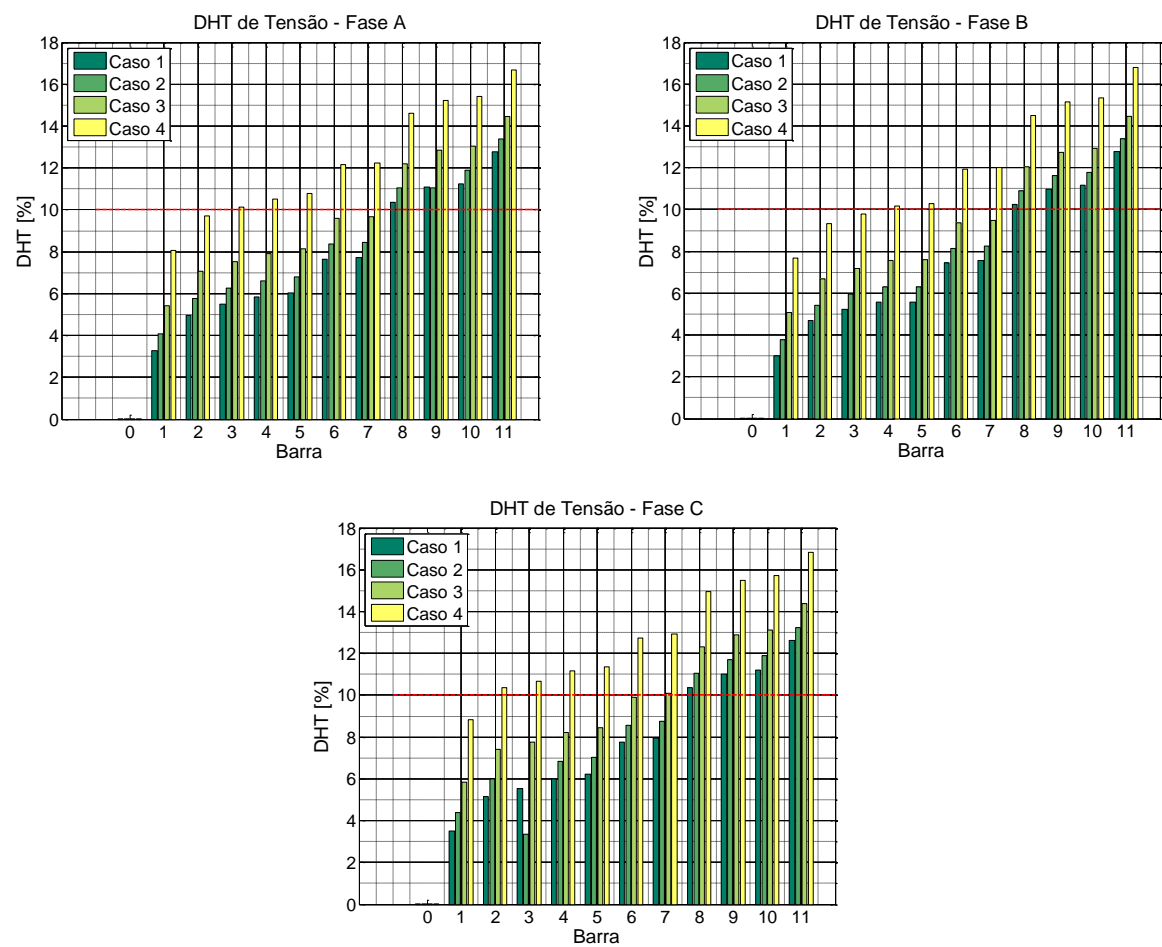 DHT de Tensão - Fase A
18
16
14
12
10
8
6
4
2
0
DHT [%]
Caso 1
Caso 2
Caso 3
Caso 4
0 1 2 3 4 5 6 7 8 9 10 11
Barra
DHT de Tensão - Fase B
18
16
14
12
10
8
6
4
2
0
DHT [%]
Caso 1
Caso 2
Caso 3
Caso 4
0 1 2 3 4 5 6 7 8 9 10 11
Barra
DHT de Tensão - Fase C
18
16
14
12
10
8
6
4
2
0
DHT [%]
Caso 1
Caso 2
Caso 3
Caso 4
0 1 2 3 4 5 6 7 8 9 10 11
Barra